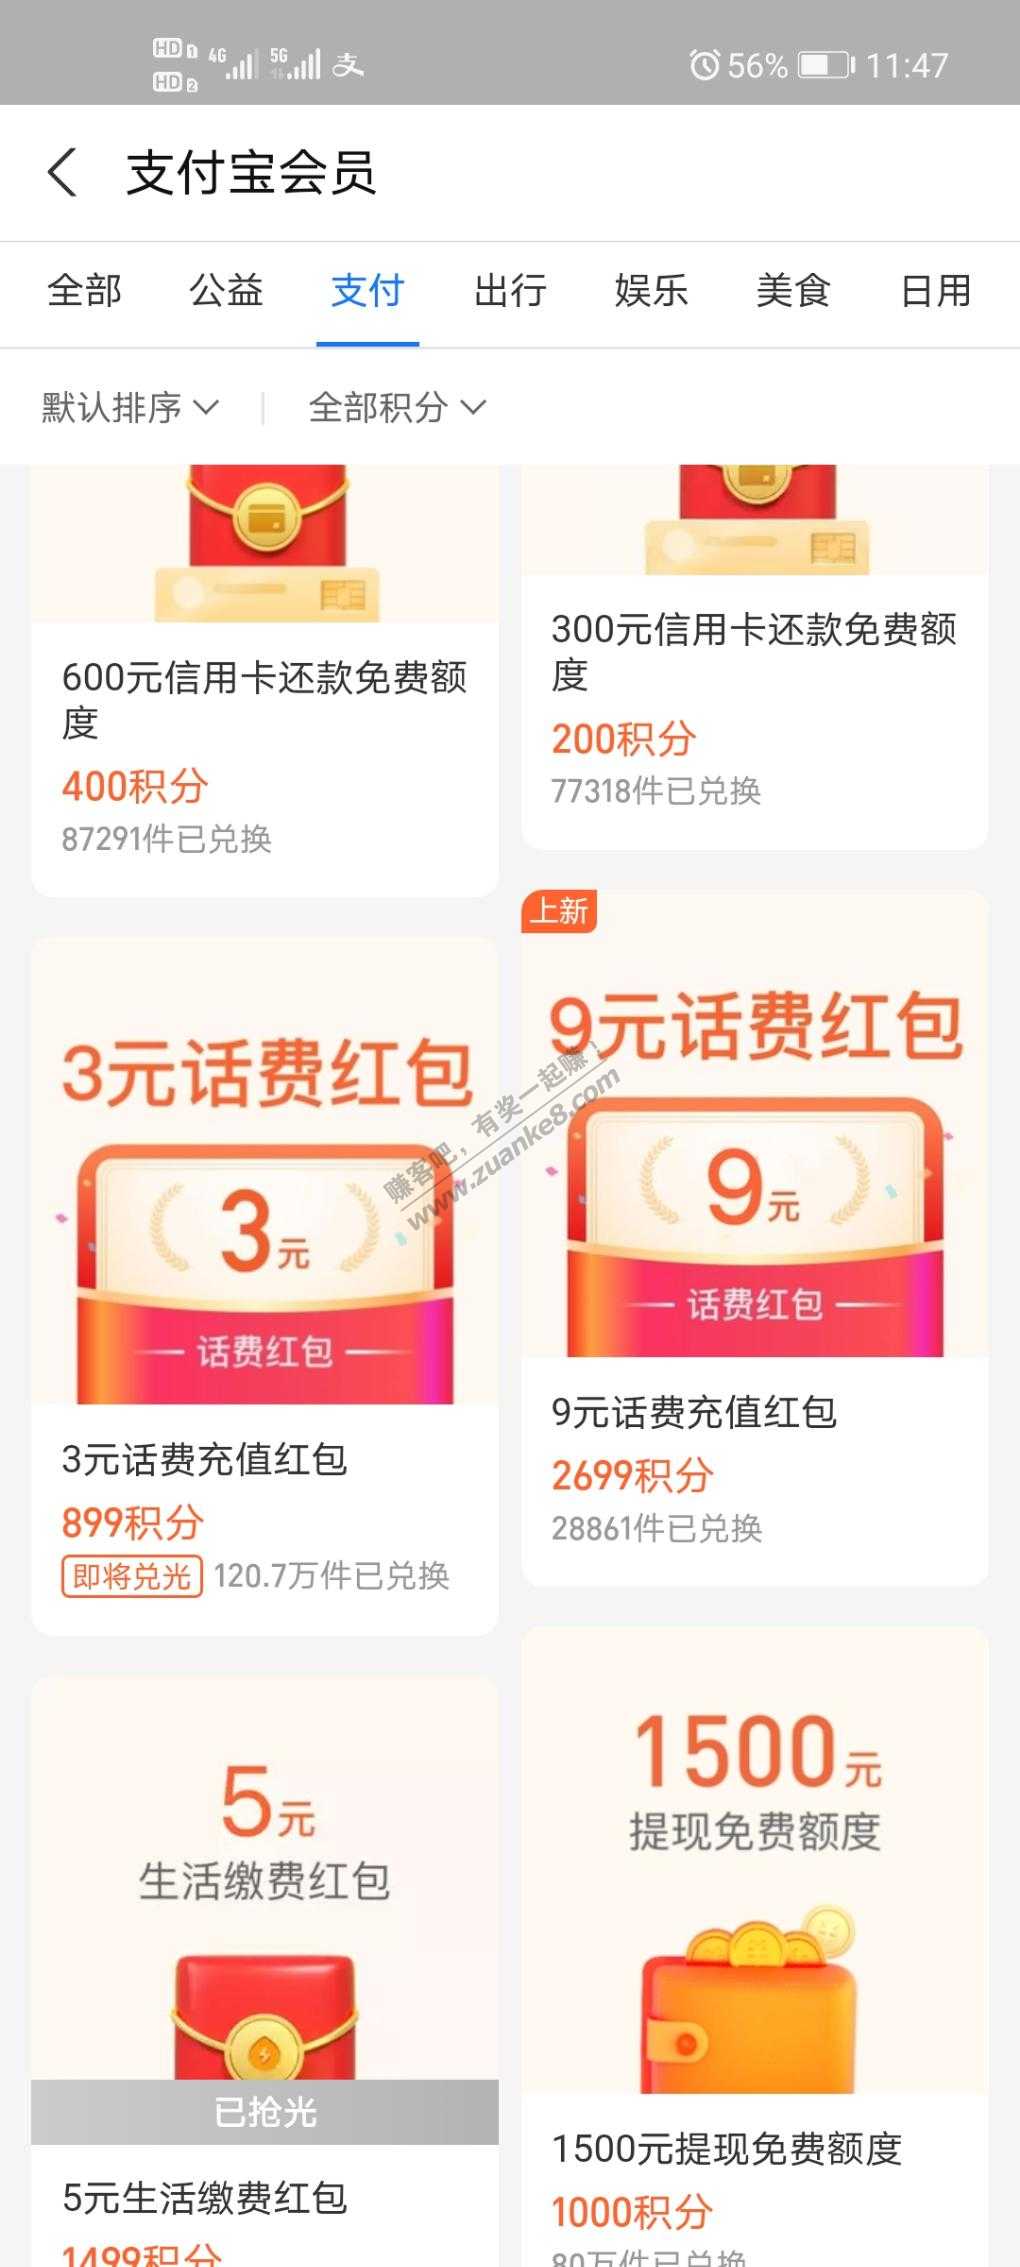 HD 1 4G 5G 支 56% 11:47
HD 2
支付宝会员
全部 公益 支付 出行 娱乐 美食 日用
默认排序 全部积分
600元信用卡还款免费额
度
400积分
87291件已兑换
300元信用卡还款免费额
度
200积分
77318件已兑换
3元话费红包
3元
话费红包
3元话费充值红包
899积分
即将兑光 120.7万件已兑换
上新
9元话费红包
9元
话费红包
9元话费充值红包
2699积分
28861件已兑换
赚客吧，有奖一起赚！
www.zuanke8.com
5元
生活缴费红包
已抢光
5元生活缴费红包
1499积分
1500元
提现免费额度
1500元提现免费额度
1000积分
80万件已兑换